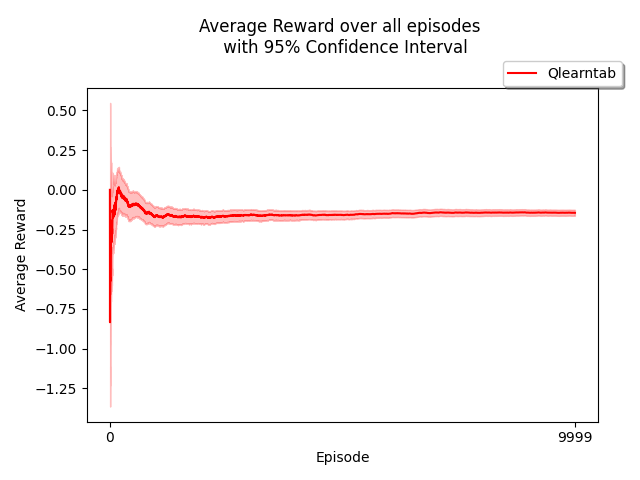 Average Reward over all episodes
with 95% Confidence Interval
Qlearntab
0.50
0.25
0.00
−0.25
−0.50
−0.75
−1.00
−1.25
Average Reward
0
9999
Episode